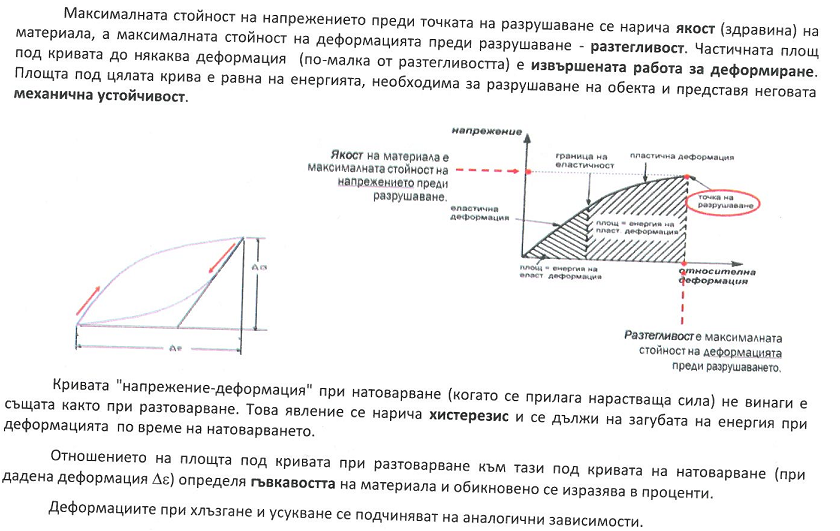 Максималната стойност на напрежението преди точката на разрушаване се нарича якост (здравина) на
материала, а максималната стойност на деформацията преди разрушаване - разтегливост. Частичната площ
под кривата до някаква деформация (по-малка от разтегливостта) е извършената работа за деформиране.
Площта под цялата крива е равна на енергията, необходима за разрушаване на обекта и представя неговата
механична устойчивост.
напрежение
Якост на материала е
максималната стойност на
напрежението преди
разрушаване.
граница на
еластичност
пластична деформация
еластична
деформация
точка на
разрушаване
площ = енергия на
пласт деформация
площ = енергия на
еласт деформация
относителна
деформация
Δσ
Δε
Разтегливост е максималната
стойност на деформацията
преди разрушаването.
Кривата "напрежение-деформация" при натоварване (когато се прилага нарастваща сила) не винаги е
същата както при разтоварване. Това явление се нарича хистерезис и се дължи на загубата на енергия при
деформацията по време на натоварването.
Отношението на площта под кривата при разтоварване към тази под кривата на натоварване (при
дадена деформация Δε) определя гъвкавостта на материала и обикновено се изразява в проценти.
Деформациите при хлъзгане и усукване се подчиняват на аналогични зависимости.